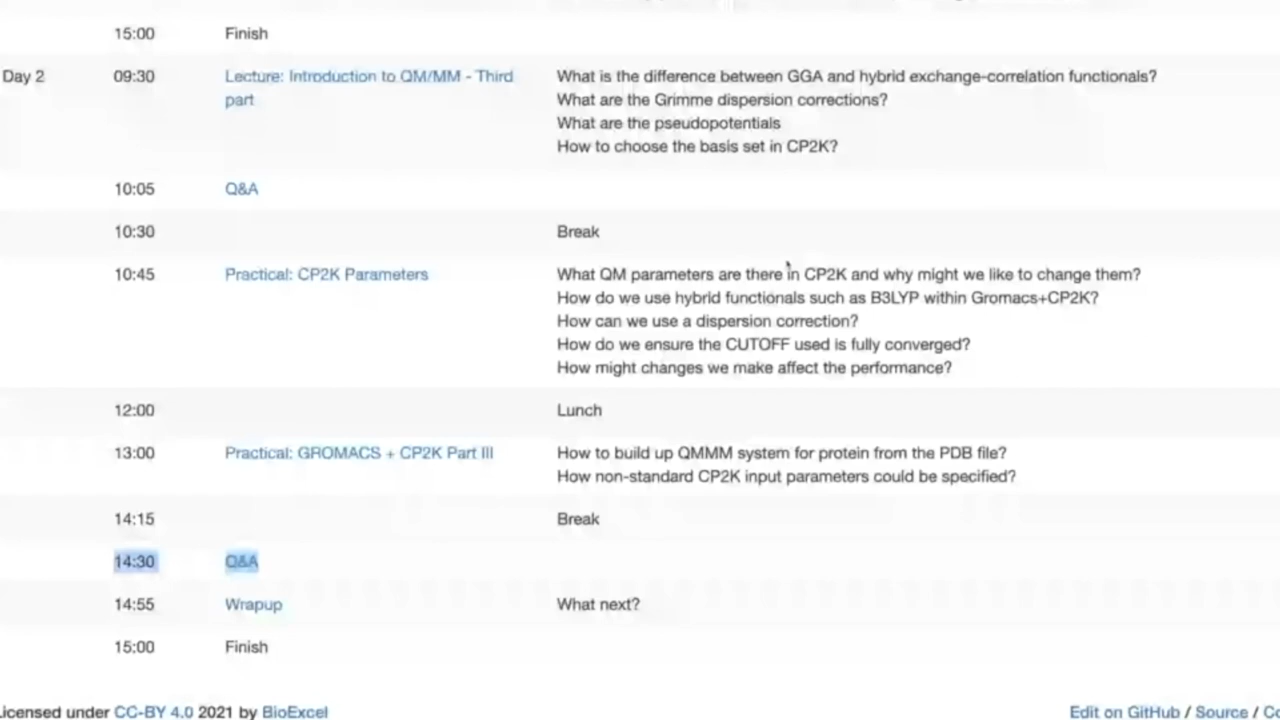 15:00 Finish
Day 2 09:30 Lecture: Introduction to QM/MM - Third part What is the difference between GGA and hybrid exchange-correlation functionals?
What are the Grimme dispersion corrections?
What are the pseudopotentials
How to choose the basis set in CP2K?
10:05 Q&A
10:30 Break
10:45 Practical: CP2K Parameters What QM parameters are there in CP2K and why might we like to change them?
How do we use hybrid functionals such as B3LYP within Gromacs+CP2K?
How can we use a dispersion correction?
How do we ensure the CUTOFF used is fully converged?
How might changes we make affect the performance?
12:00 Lunch
13:00 Practical: GROMACS + CP2K Part III How to build up QMMM system for protein from the PDB file?
How non-standard CP2K input parameters could be specified?
14:15 Break
14:30 Q&A
14:55 Wrapup What next?
15:00 Finish
Licensed under CC-BY 4.0 2021 by BioExcel Edit on GitHub / Source /